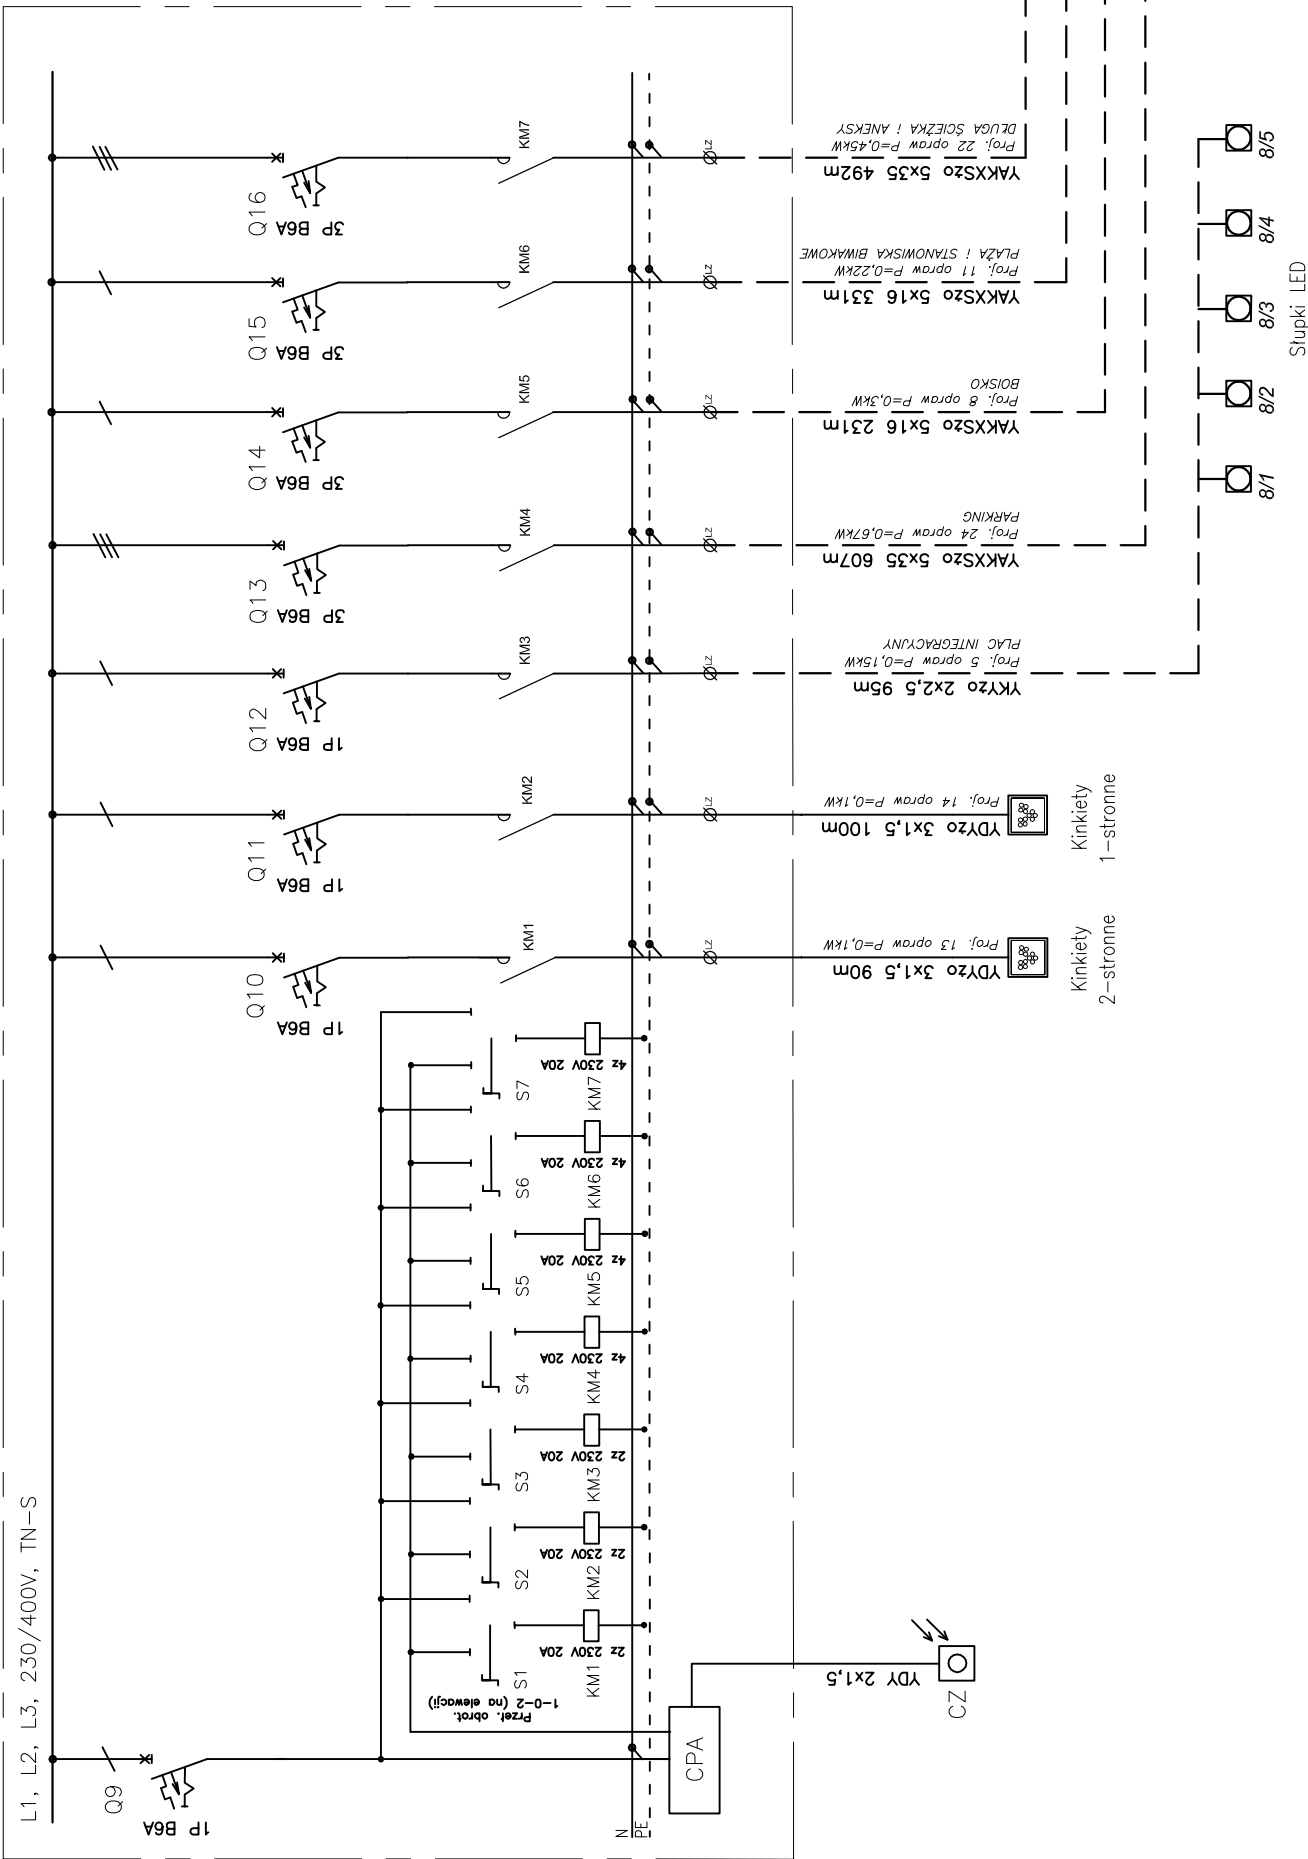 L1, L2, L3, 230/400V, TN-S
Q9
1P B6A
Q10
1P B6A
Q11
1P B6A
Q12
1P B6A
Q13
3P B6A
Q14
3P B6A
Q15
3P B6A
Q16
3P B6A
KM1
KM2
KM3
KM4
KM5
KM6
KM7
Przeł. obrot.
1-0-2 (na elewacji)
S1
S2
S3
S4
S5
S6
S7
2z 230V 20A
KM1
2z 230V 20A
KM2
2z 230V 20A
KM3
4z 230V 20A
KM4
4z 230V 20A
KM5
4z 230V 20A
KM6
4z 230V 20A
KM7
N
PE
CPA
YDY 2x1,5
CZ
LZ
LZ
LZ
LZ
LZ
LZ
LZ
YDYżo 3x1,5 90m
Proj. 13 opraw P=0,1kW
Kinkiety
2-stronne
YDYżo 3x1,5 100m
Proj. 14 opraw P=0,1kW
Kinkiety
1-stronne
YKYżo 2x2,5 95m
Proj. 5 opraw P=0,15kW
PLAC INTEGRACYJNY
YAKXSżo 5x35 607m
Proj. 24 opraw P=0,67kW
PARKING
YAKXSżo 5x16 231m
Proj. 8 opraw P=0,3kW
BOISKO
YAKXSżo 5x16 331m
Proj. 11 opraw P=0,22kW
PLAŻA i STANOWISKA BIWAKOWE
YAKXSżo 5x35 492m
Proj. 22 opraw P=0,45kW
DŁUGA ŚCIEŻKA i ANEKSY
8/1
8/2
8/3
8/4
8/5
Słupki LED